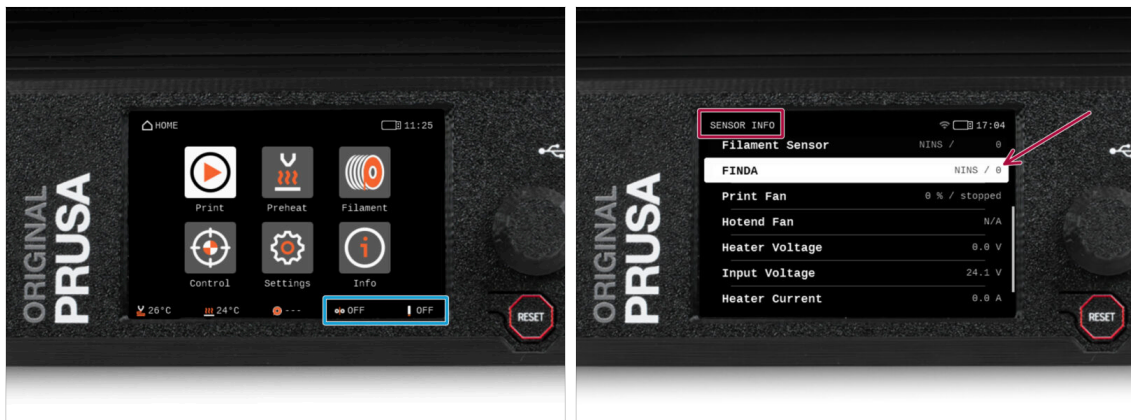 HOME
11:25
Print
Preheat
Filament
Control
Settings
Info
26°C
24°C
---
OFF
OFF
ORIGINAL
PRUSA
RESET
SENSOR INFO
17:04
Filament Sensor NINS / 0
FINDA NINS / 0
Print Fan 0 % / stopped
Hotend Fan N/A
Heater Voltage 0.0 V
Input Voltage 24.1 V
Heater Current 0.0 A
ORIGINAL
PRUSA
RESET